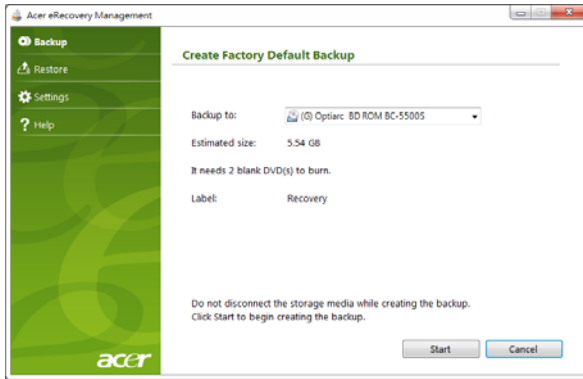 Acer eRecovery Management
Backup
Restore
Settings
? Help
Create Factory Default Backup
Backup to: (G) Optiarc BD ROM BC-5500S
Estimated size: 5.54 GB
It needs 2 blank DVD(s) to burn.
Label: Recovery
Do not disconnect the storage media while creating the backup.
Click Start to begin creating the backup.
Start Cancel
acer